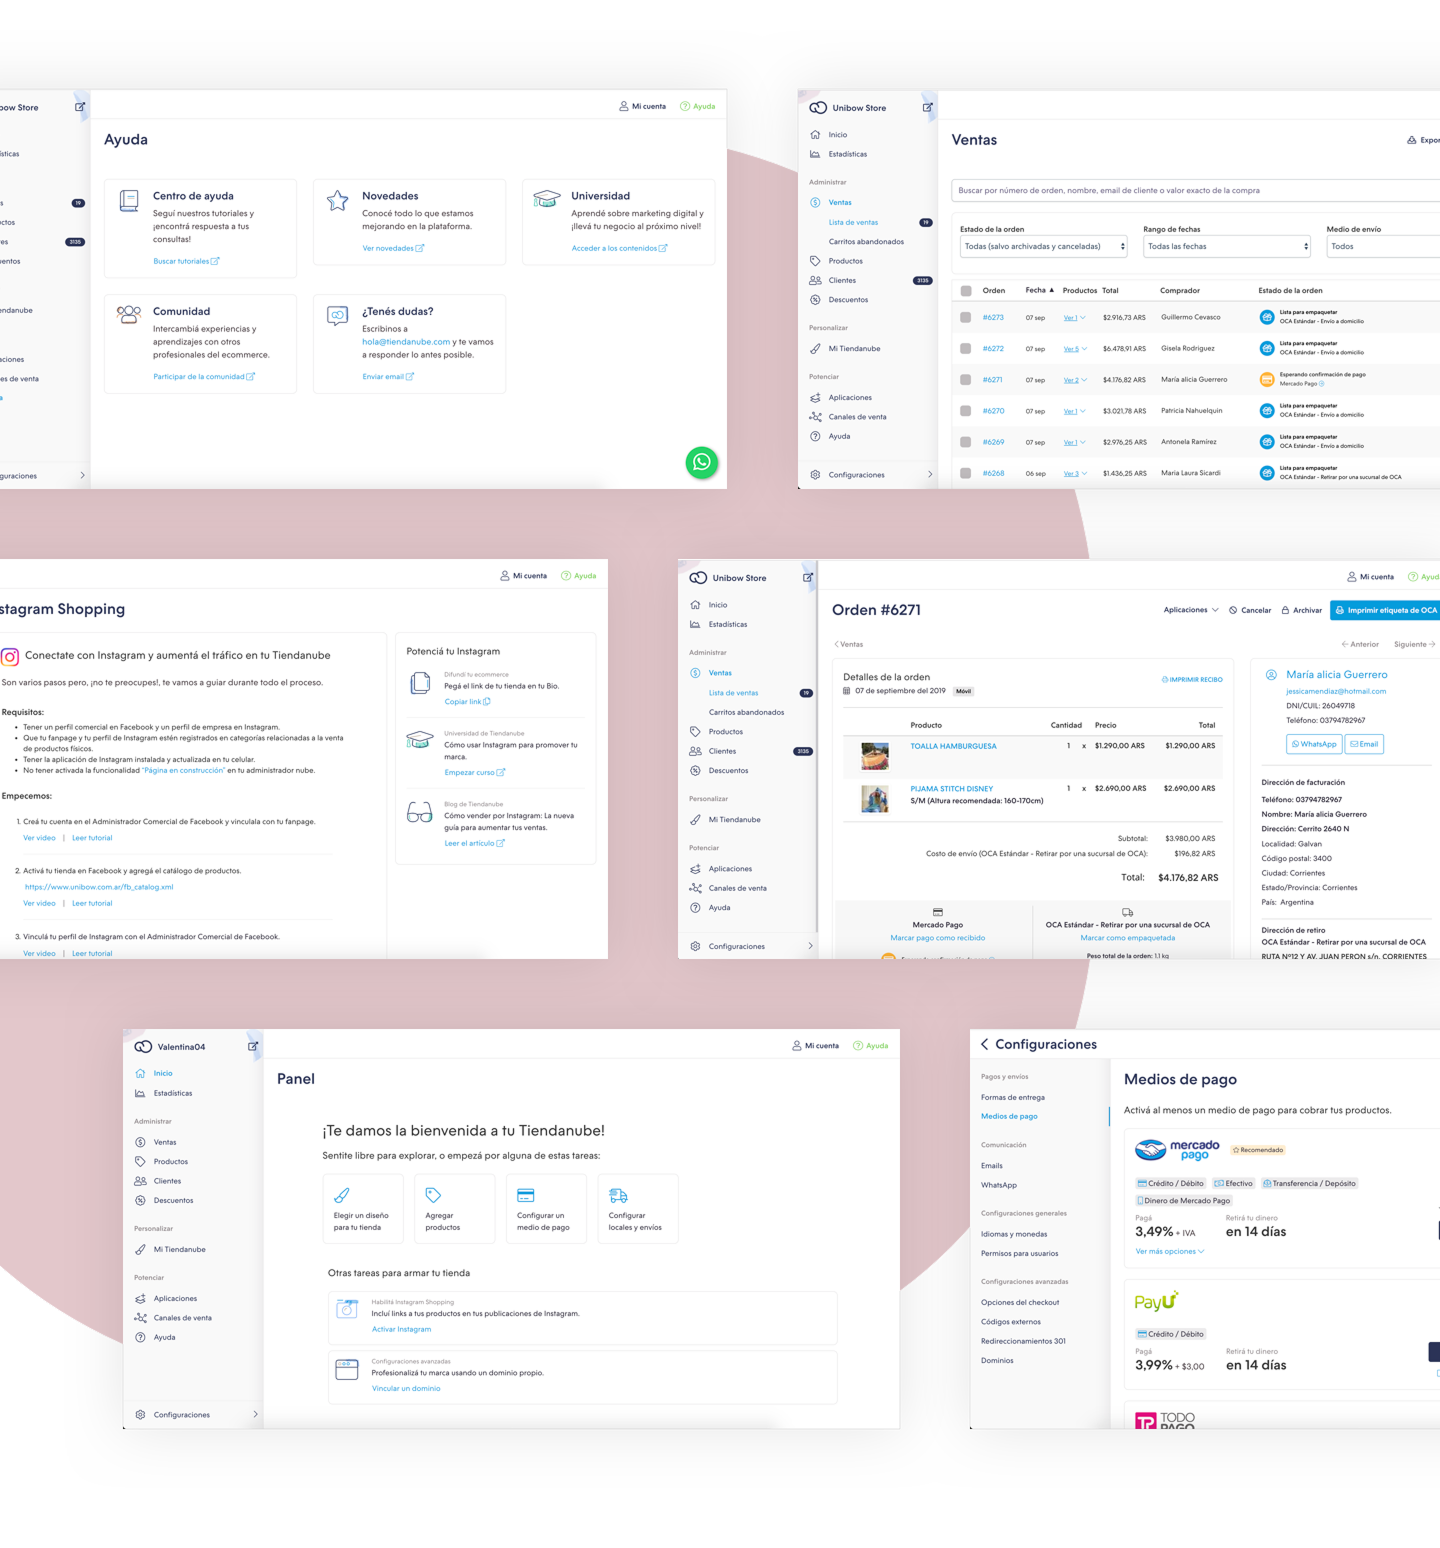 bow Store
Mi cuenta
Ayuda
Ayuda
ísticas
s
19
ctos
es
3135
entos
endanube
aciones
es de venta
a
guraciones
Centro de ayuda
Seguí nuestros tutoriales y
¡encontrá respuesta a tus
consultas!
Buscar tutoriales
Novedades
Conocé todo lo que estamos
mejorando en la plataforma.
Ver novedades
Universidad
Aprendé sobre marketing digital y
¡llevá tu negocio al próximo nivel!
Acceder a los contenidos
Comunidad
Intercambiá experiencias y
aprendizajes con otros
profesionales del ecommerce.
Participar de la comunidad
¿Tenés dudas?
Escribinos a
hola@tiendanube.com y te vamos
a responder lo antes posible.
Enviar email
Unibow Store
Inicio
Estadísticas
Administrar
Ventas
Lista de ventas
19
Carritos abandonados
Productos
Clientes
3135
Descuentos
Personalizar
Mi Tiendanube
Potenciar
Aplicaciones
Canales de venta
Ayuda
Configuraciones
Ventas
Expor
Buscar por número de orden, nombre, email de cliente o valor exacto de la compra
Estado de la orden
Todas (salvo archivadas y canceladas)
Rango de fechas
Todas las fechas
Medio de envío
Todos
Orden Fecha ▲ Productos Total Comprador Estado de la orden
#6273 07 sep Ver 1 $2.916,73 ARS Guillermo Cevasco Lista para empaquetar
OCA Estándar - Envío a domicilio
#6272 07 sep Ver 5 $6.478,91 ARS Gisela Rodriguez Lista para empaquetar
OCA Estándar - Envío a domicilio
#6271 07 sep Ver 2 $4.176,82 ARS María alicia Guerrero Esperando confirmación de pago
Mercado Pago
#6270 07 sep Ver 1 $3.021,78 ARS Patricia Nahuelquin Lista para empaquetar
OCA Estándar - Envío a domicilio
#6269 07 sep Ver 1 $2.976,25 ARS Antonela Ramirez Lista para empaquetar
OCA Estándar - Envío a domicilio
#6268 06 sep Ver 3 $1.436,25 ARS Maria Laura Sicardi Lista para empaquetar
OCA Estándar - Retirar por una sucursal de OCA
Mi cuenta
Ayuda
stagram Shopping
Conectate con Instagram y aumentá el tráfico en tu Tiendanube
Son varios pasos pero, ¡no te preocupes!, te vamos a guiar durante todo el proceso.
Requisitos:
• Tener un perfil comercial en Facebook y un perfil de empresa en Instagram.
• Que tu fanpage y tu perfil de Instagram estén registrados en categorías relacionadas a la venta
de productos físicos.
• Tener la aplicación de Instagram instalada y actualizada en tu celular.
• No tener activada la funcionalidad "Página en construcción" en tu administrador nube.
Empecemos:
1. Creá tu cuenta en el Administrador Comercial de Facebook y vinculala con tu fanpage.
Ver video | Leer tutorial
2. Activá tu tienda en Facebook y agregá el catálogo de productos.
https://www.unibow.com.ar/fb_catalog.xml
Ver video | Leer tutorial
3. Vinculá tu perfil de Instagram con el Administrador Comercial de Facebook.
Ver video | Leer tutorial
Potenciá tu Instagram
Difundí tu ecommerce
Pegá el link de tu tienda en tu Bio.
Copiar link
Universidad de Tiendanube
Cómo usar Instagram para promover tu
marca.
Empezar curso
Blog de Tiendanube
Cómo vender por Instagram: La nueva
guía para aumentar tus ventas.
Leer el artículo
Unibow Store
Inicio
Estadísticas
Administrar
Ventas
Lista de ventas
19
Carritos abandonados
Productos
Clientes
3135
Descuentos
Personalizar
Mi Tiendanube
Potenciar
Aplicaciones
Canales de venta
Ayuda
Configuraciones
Mi cuenta
Ayud
Orden #6271
Aplicaciones
Cancelar
Archivar
Imprimir etiqueta de OCA
Ventas
Anterior
Siguiente
Detalles de la orden
07 de septiembre del 2019 Móvil
IMPRIMIR RECIBO
Producto Cantidad Precio Total
TOALLA HAMBURGUESA 1 x $1.290,00 ARS $1.290,00 ARS
PIJAMA STITCH DISNEY 1 x $2.690,00 ARS $2.690,00 ARS
S/M (Altura recomendada: 160-170cm)
Subtotal: $3.980,00 ARS
Costo de envío (OCA Estándar - Retirar por una sucursal de OCA): $196,82 ARS
Total: $4.176,82 ARS
Mercado Pago
Marcar pago como recibido
OCA Estándar - Retirar por una sucursal de OCA
Marcar como empaquetada
Peso total de la orden: 1.1 kg
María alicia Guerrero
jessicamendiaz@hotmail.com
DNI/CUIL: 26049718
Teléfono: 03794782967
WhatsApp
Email
Dirección de facturación
Teléfono: 03794782967
Nombre: María alicia Guerrero
Dirección: Cerrito 2640 N
Localidad: Galvan
Código postal: 3400
Ciudad: Corrientes
Estado/Provincia: Corrientes
País: Argentina
Dirección de retiro
OCA Estándar - Retirar por una sucursal de OCA
RUTA Nº12 Y AV. JUAN PERON s/n, CORRIENTES
Valentina04
Inicio
Estadísticas
Administrar
Ventas
Productos
Clientes
Descuentos
Personalizar
Mi Tiendanube
Potenciar
Aplicaciones
Canales de venta
Ayuda
Configuraciones
Mi cuenta
Ayuda
Panel
¡Te damos la bienvenida a tu Tiendanube!
Sentite libre para explorar, o empezá por alguna de estas tareas:
Elegir un diseño
para tu tienda
Agregar
productos
Configurar un
medio de pago
Configurar
locales y envíos
Otras tareas para armar tu tienda
Habilitá Instagram Shopping
Incluí links a tus productos en tus publicaciones de Instagram.
Activar Instagram
Configuraciones avanzadas
Profesionalizá tu marca usando un dominio propio.
Vincular un dominio
Configuraciones
Pagos y envíos
Formas de entrega
Medios de pago
Comunicación
Emails
WhatsApp
Configuraciones generales
Idiomas y monedas
Permisos para usuarios
Configuraciones avanzadas
Opciones del checkout
Códigos externos
Redireccionamientos 301
Dominios
Medios de pago
Activá al menos un medio de pago para cobrar tus productos.
mercado
pago
Recomendado
Crédito / Débito
Efectivo
Transferencia / Depósito
Dinero de Mercado Pago
Pagá
3,49% + IVA
Retirá tu dinero
en 14 días
Ver más opciones
PayU
Crédito / Débito
Pagá
3,99% + $3,00
Retirá tu dinero
en 14 días
TP TODO
PAGO